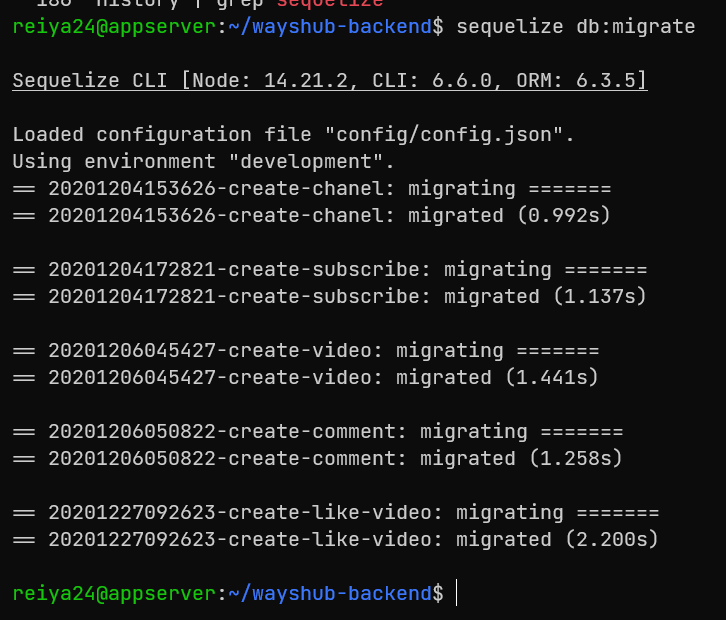 186  history | grep sequelize
reiya24@appserver:~/wayshub-backend$ sequelize db:migrate
Sequelize CLI [Node: 14.21.2, CLI: 6.6.0, ORM: 6.3.5]
Loaded configuration file "config/config.json".
Using environment "development".
== 20201204153626-create-chanel: migrating =======
== 20201204153626-create-chanel: migrated (0.992s)
== 20201204172821-create-subscribe: migrating =======
== 20201204172821-create-subscribe: migrated (1.137s)
== 20201206045427-create-video: migrating =======
== 20201206045427-create-video: migrated (1.441s)
== 20201206050822-create-comment: migrating =======
== 20201206050822-create-comment: migrated (1.258s)
== 20201227092623-create-like-video: migrating =======
== 20201227092623-create-like-video: migrated (2.200s)
reiya24@appserver:~/wayshub-backend$